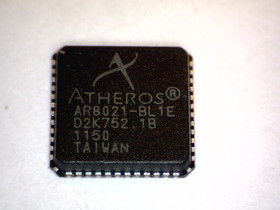 ATHEROS®
AR8021-BL1E
D2K752.1B
1150
TAIWAN